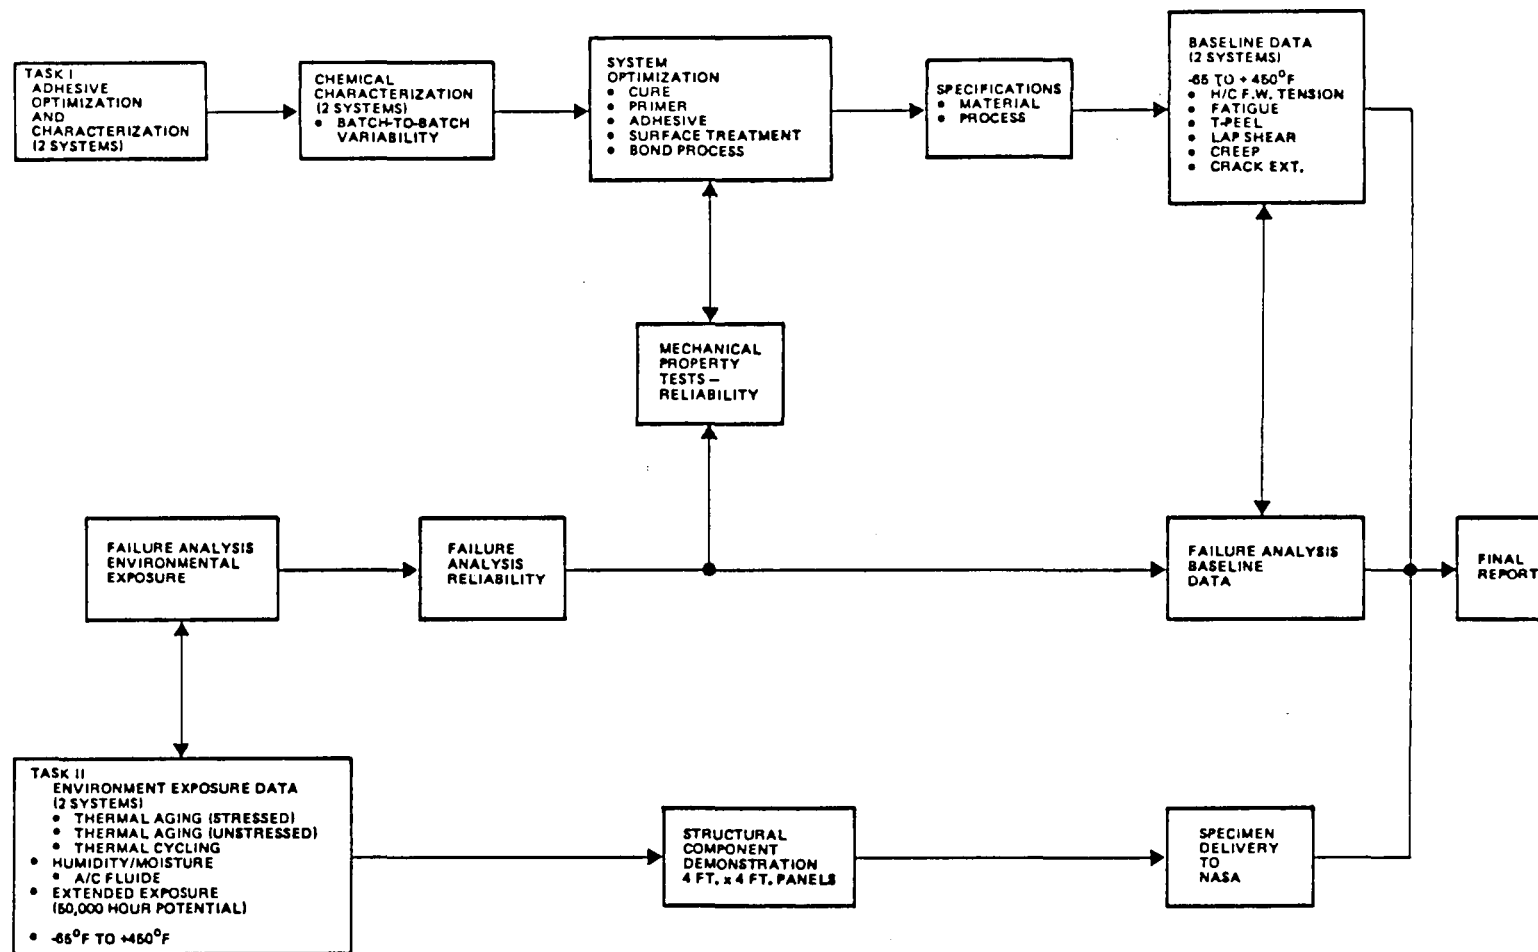 TASK I
ADHESIVE
OPTIMIZATION
AND
CHARACTERIZATION
(2 SYSTEMS)
CHEMICAL
CHARACTERIZATION
(2 SYSTEMS)
• BATCH-TO-BATCH
VARIABILITY
SYSTEM
OPTIMIZATION
• CURE
• PRIMER
• ADHESIVE
• SURFACE TREATMENT
• BOND PROCESS
SPECIFICATIONS
• MATERIAL
• PROCESS
BASELINE DATA
(2 SYSTEMS)
-65 TO + 450°F
• H/C F.W. TENSION
• FATIGUE
• T-PEEL
• LAP SHEAR
• CREEP
• CRACK EXT.
MECHANICAL
PROPERTY
TESTS –
RELIABILITY
FAILURE ANALYSIS
ENVIRONMENTAL
EXPOSURE
FAILURE
ANALYSIS
RELIABILITY
FAILURE ANALYSIS
BASELINE
DATA
FINAL
REPORT
TASK II
ENVIRONMENT EXPOSURE DATA
(2 SYSTEMS)
• THERMAL AGING (STRESSED)
• THERMAL AGING (UNSTRESSED)
• THERMAL CYCLING
• HUMIDITY/MOISTURE
• A/C FLUIDE
• EXTENDED EXPOSURE
(50,000 HOUR POTENTIAL)
• -65°F TO +450°F
STRUCTURAL
COMPONENT
DEMONSTRATION
4 FT. x 4 FT. PANELS
SPECIMEN
DELIVERY
TO
NASA